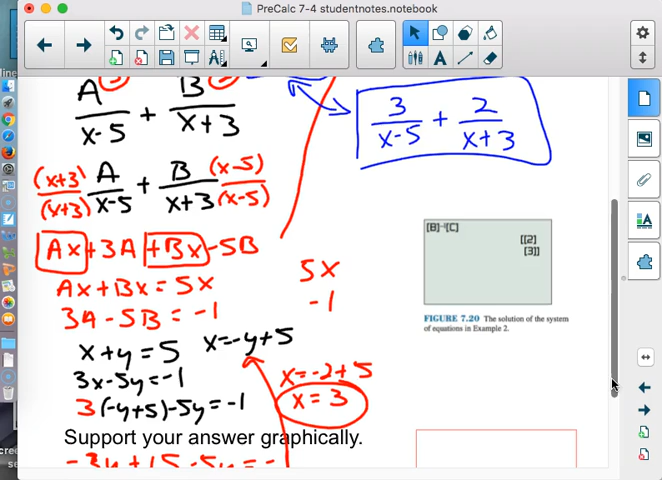 PreCalc 7-4 studentnotes.notebook
A/(x-5) + B/(x+3)
3/(x-5) + 2/(x+3)
(x+3)/(x+3) A/(x-5) + B/(x+3) (x-5)/(x-5)
Ax+3A+Bx-5B
5x
-1
Ax+Bx=5x
3A-5B=-1
x+y=5 x=-y+5
3x-5y=-1
3(-y+5)-5y=-1
x=-2+5
x=3
Support your answer graphically.
-3y+15-5y=-
[B]⁻¹[C]
[[2]
[3]]
FIGURE 7.20 The solution of the system
of equations in Example 2.